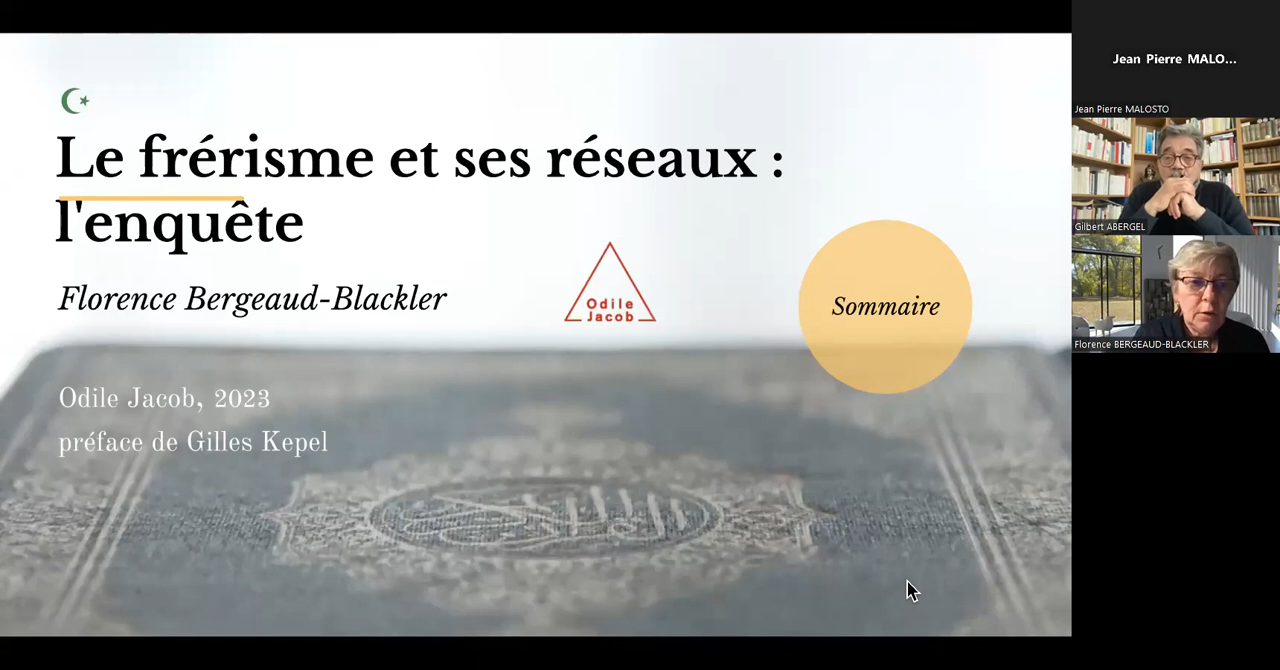 Le frérisme et ses réseaux :
l'enquête
Florence Bergeaud-Blackler
Odile
Jacob
Sommaire
Odile Jacob, 2023
préface de Gilles Kepel
Jean Pierre MALO...
Jean Pierre MALOSTO
Gilbert ABERGEL
Florence BERGEAUD-BLACKLER